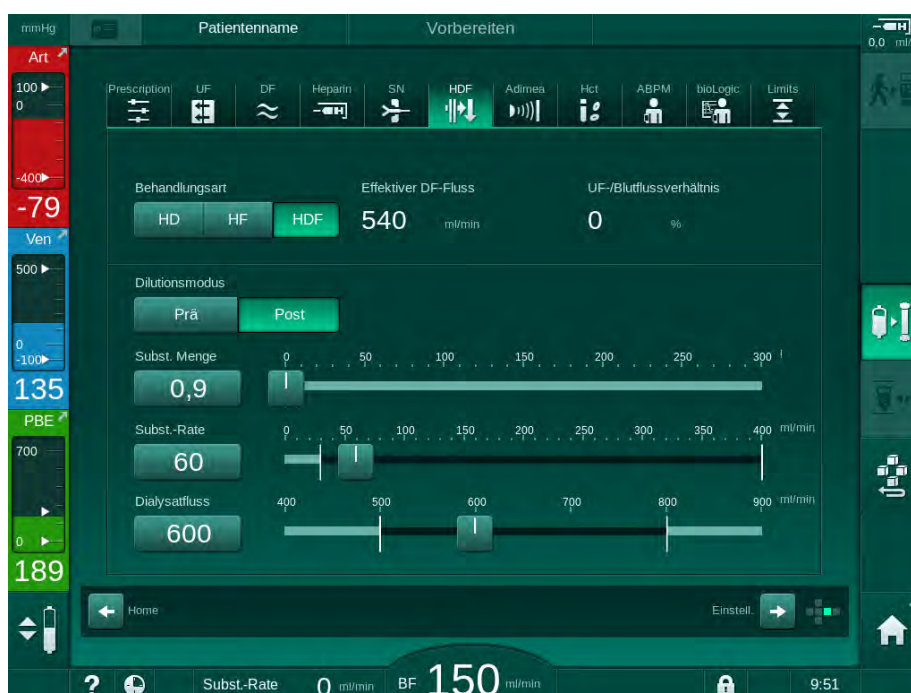 mmHg
Patientenname
Vorbereiten
0,0 ml/
Art
100
0
-400
-79
Ven
500
0
-100
135
PBE
700
0
189
Prescription UF DF Heparin SN HDF Adimea Hct ABPM bioLogic Limits
Behandlungsart Effektiver DF-Fluss UF-/Blutflussverhältnis
HD HF HDF 540 ml/min 0 %
Dilutionsmodus
Prä Post
Subst. Menge 0 50 100 150 200 250 300 l
0,9
Subst.-Rate 0 50 100 150 200 250 300 350 400 ml/min
60
Dialysatfluss 400 500 600 700 800 900 ml/min
600
Home Einstell.
? Subst.-Rate 0 ml/min BF 150 ml/min 9:51